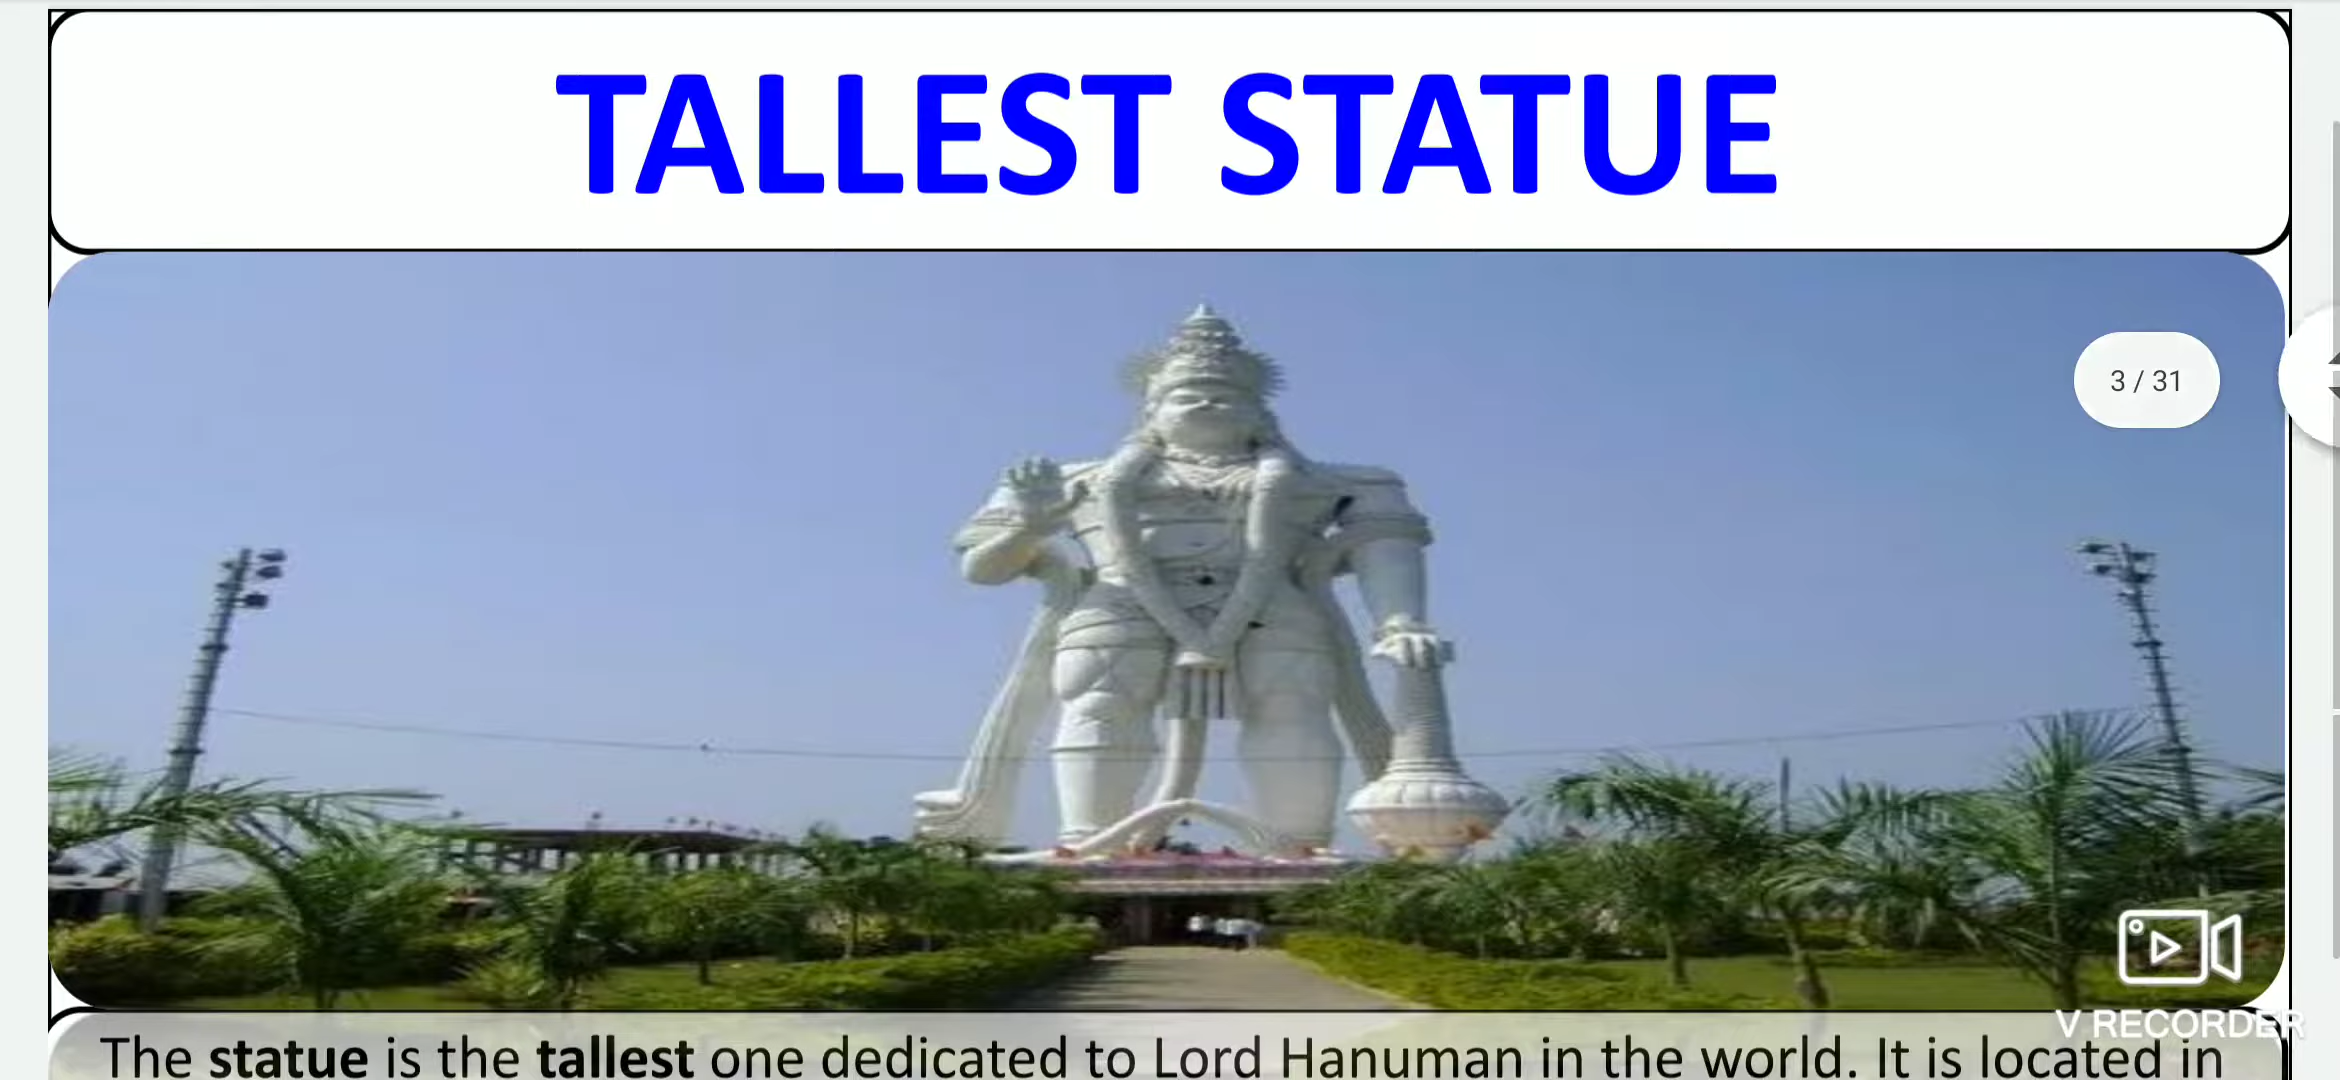 TALLEST STATUE
3 / 31
V RECORDER
The statue is the tallest one dedicated to Lord Hanuman in the world. It is located in